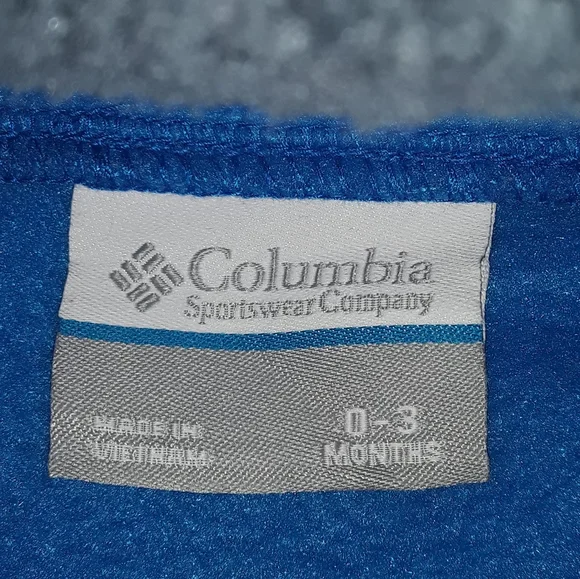 Columbia
Sportswear Company
MADE IN
VIETNAM
0-3
MONTHS